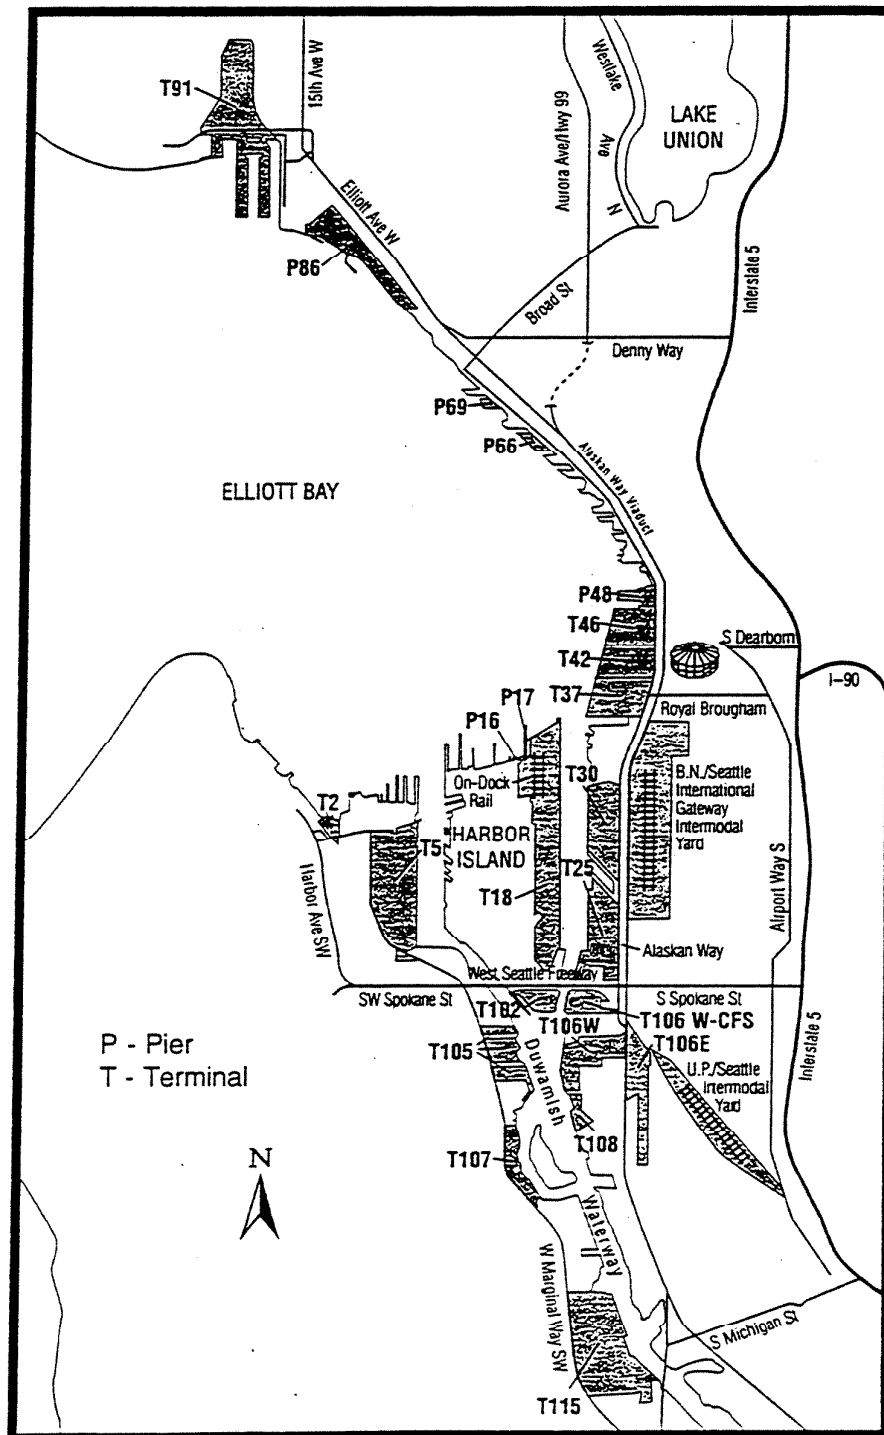 T91
15th Ave W
Westlake
Ave
N
Aurora Ave/Hwy 99
LAKE
UNION
Elliott Ave W
P86
Broad St
Interstate 5
Denny Way
P69
P66
Alaskan Way Viaduct
ELLIOTT BAY
P48
T46
S Dearborn
T42
T37
I-90
P17
P16
Royal Brougham
On-Dock
Rail
T30
B.N./Seattle
International
Gateway
Intermodal
Yard
T2
T5
HARBOR
ISLAND
T25
T18
Harbor Ave SW
Airport Way S
Alaskan Way
West Seattle Freeway
SW Spokane St
S Spokane St
T102
T106W
T106 W-CFS
T106E
T105
Duwamish
Waterway
U.P./Seattle
Intermodal
Yard
Interstate 5
P - Pier
T - Terminal
T108
T107
N
W Marginal Way SW
S Michigan St
T115